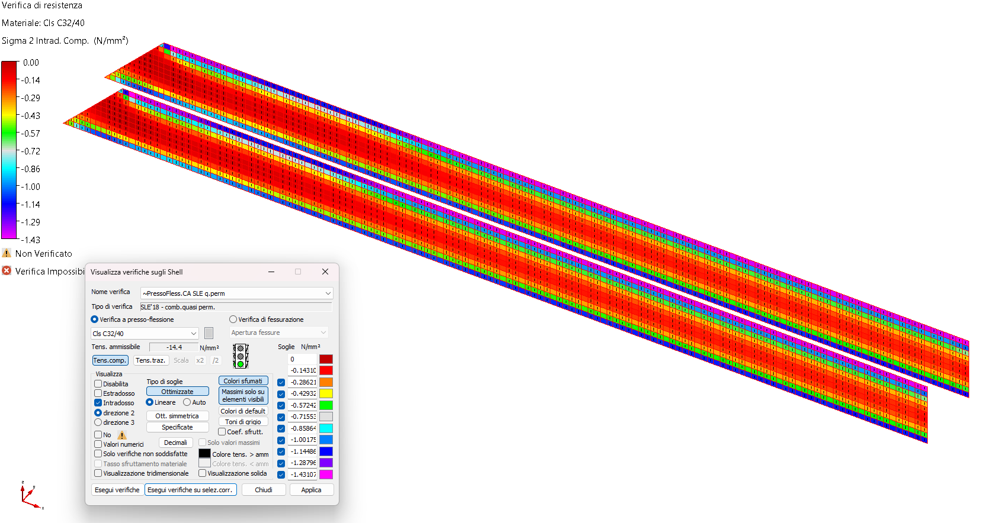 Verifica di resistenza
Materiale: Cls C32/40
Sigma 2 Intrad. Comp. (N/mm²)
0.00
-0.14
-0.29
-0.43
-0.57
-0.72
-0.86
-1.00
-1.14
-1.29
-1.43
Non Verificato
Verifica Impossibi
Visualizza verifiche sugli Shell
Nome verifica ~PressoFless.CA SLE q.perm
Tipo di verifica SLE'18 - comb.quasi perm.
Verifica a presso-flessione Verifica di fessurazione
Cls C32/40 Apertura fessure
Tens. ammissibile -14.4 N/mm² Soglie N/mm²
Tens.comp. Tens.traz. Scala x2 /2
0
-0.14310
-0.28621
-0.42932
-0.57242
-0.71553
-0.85864
-1.00175
-1.14486
-1.28796
-1.43107
Visualizza
Disabilita
Estradosso
Intradosso
direzione 2
direzione 3
Tipo di soglie
Ottimizzate
Lineare Auto
Ott. simmetrica
Specificate
Colori sfumati
Massimi solo su
elementi visibili
Colori di default
Toni di grigio
Coef. sfrutt.
No
Valori numerici Decimali Solo valori massimi
Solo verifiche non soddisfatte Colore tens. > amm
Tasso sfruttamento materiale Colore tens. < amm
Visualizzazione tridimensionale Visualizzazione solida
Esegui verifiche Esegui verifiche su selez.corr. Chiudi Applica
z
y
x